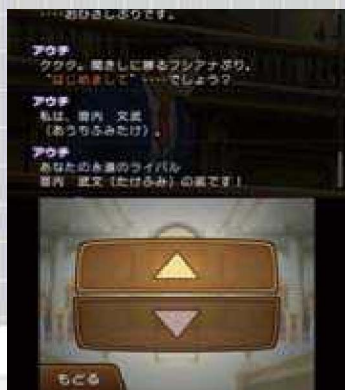 ‥‥おひさしぶりです。
アウチ
ククク。聞きしに勝るフシアナぶり。
“はじめまして”‥‥でしょう？
アウチ
私は、亜内　文武
（あうちふみたけ）。
アウチ
あなたの永遠のライバル
亜内　武文（たけふみ）の弟です！
もどる